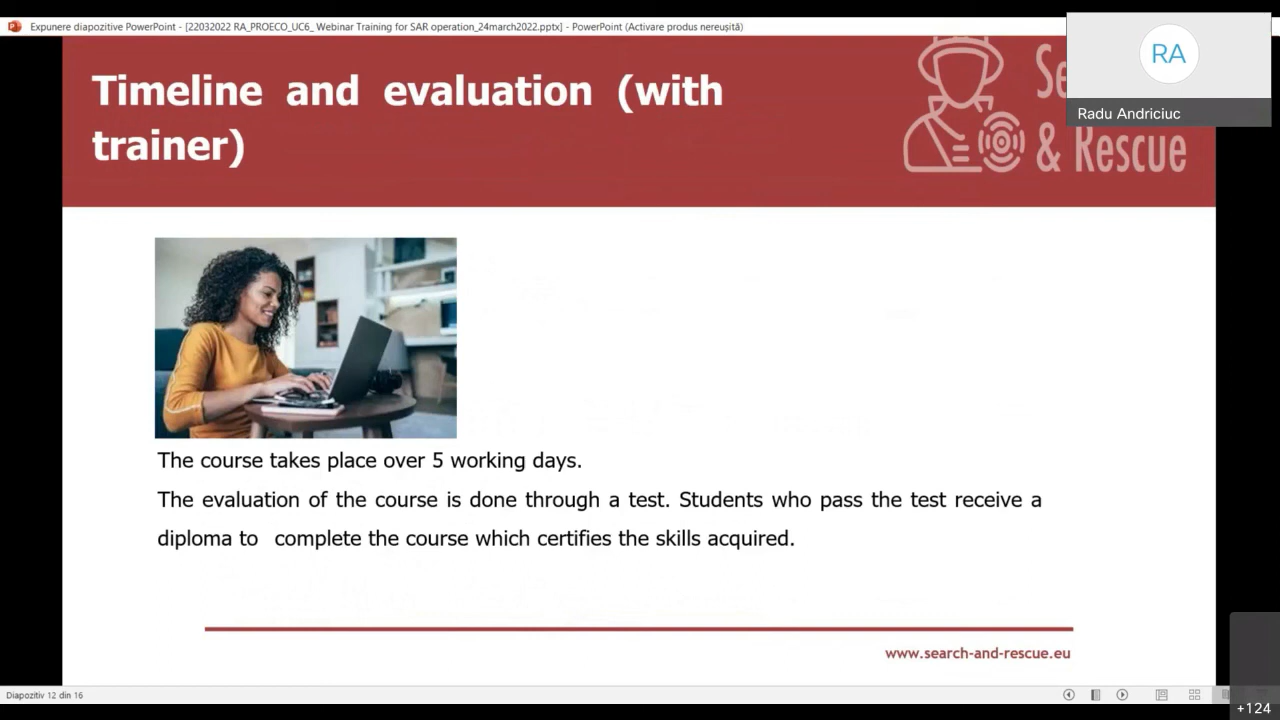 Expunere diapozitive PowerPoint - [22032022 RA_PROECO_UC6_ Webinar Training for SAR operation_24march2022.pptx] - PowerPoint (Activare produs nereușită)
Timeline and evaluation (with
trainer)
Se
& Rescue
RA
Radu Andriciuc
The course takes place over 5 working days.
The evaluation of the course is done through a test. Students who pass the test receive a
diploma to complete the course which certifies the skills acquired.
www.search-and-rescue.eu
Diapozitiv 12 din 16
+124